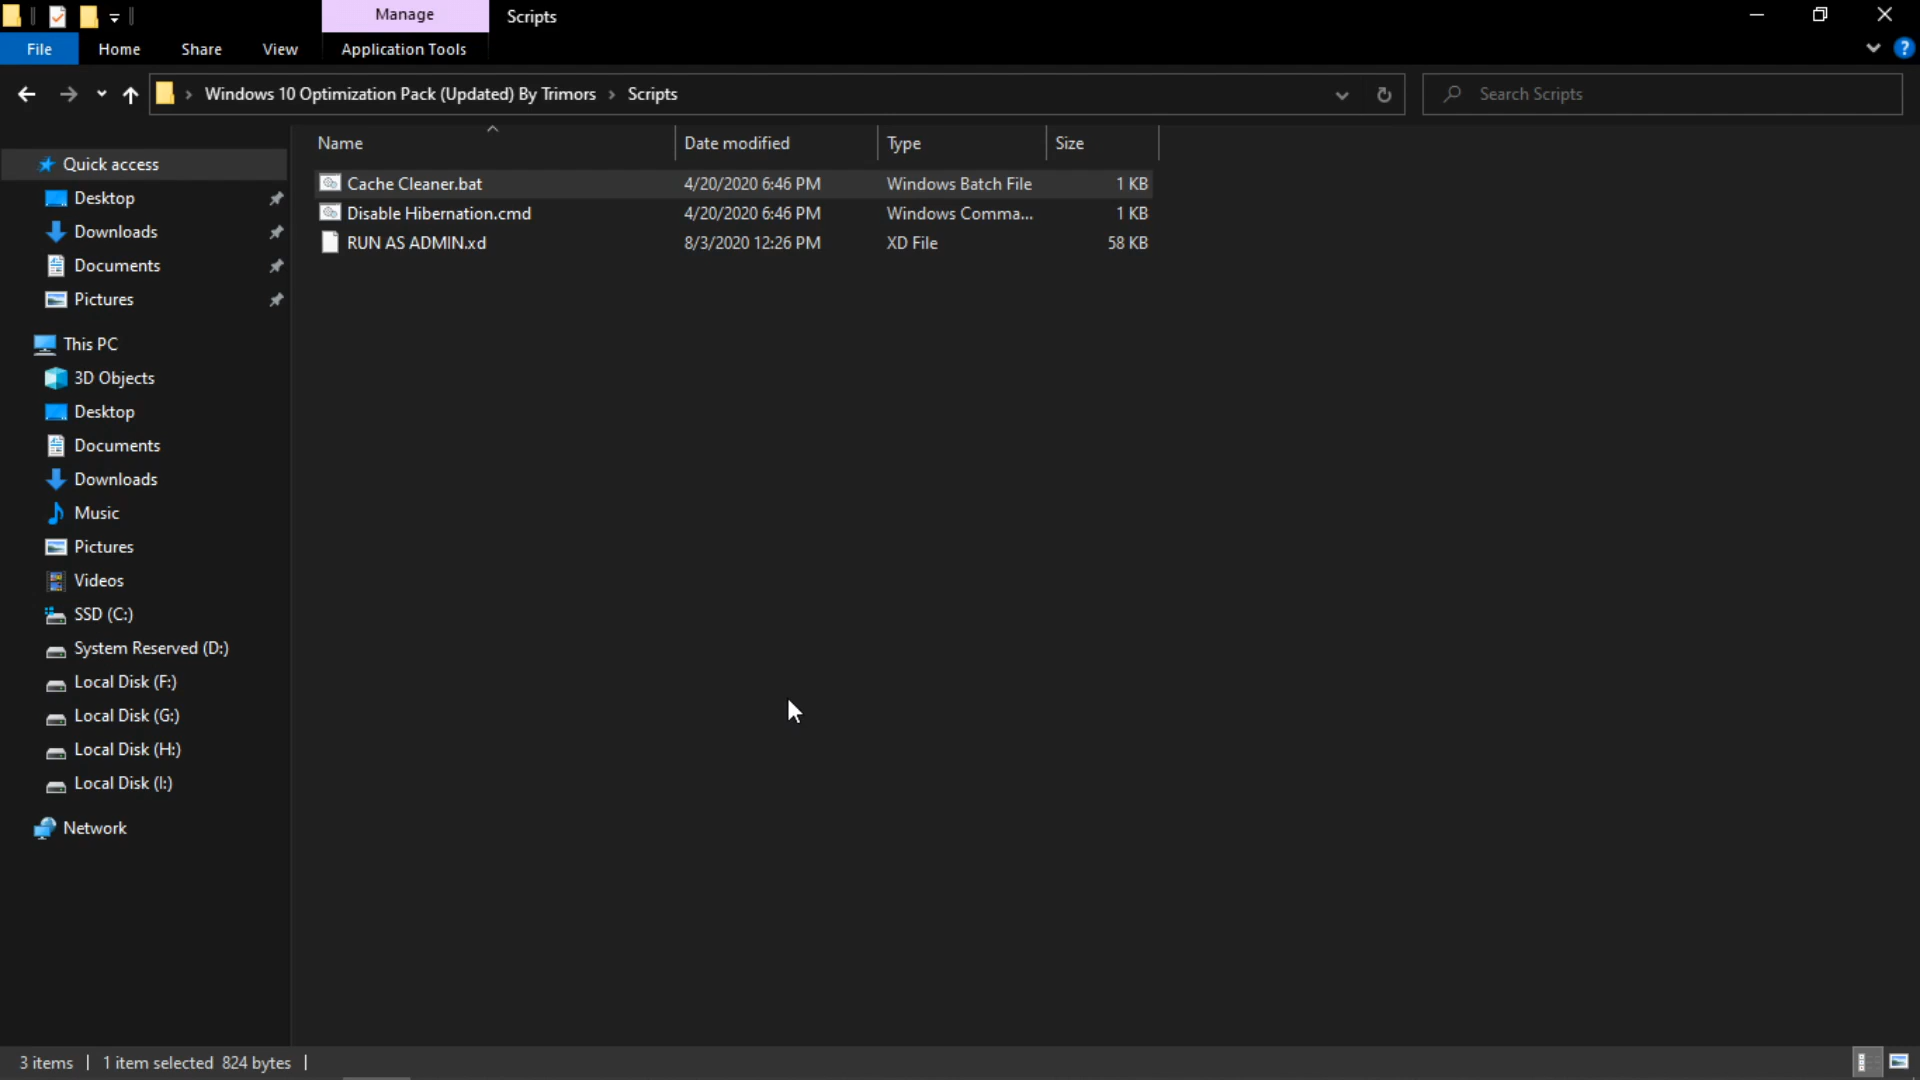 Manage
Scripts
File
Home
Share
View
Application Tools
?
Windows 10 Optimization Pack (Updated) By Trimors > Scripts
Search Scripts
Name
Date modified
Type
Size
Quick access
Desktop
Downloads
Documents
Pictures
This PC
3D Objects
Desktop
Documents
Downloads
Music
Pictures
Videos
SSD (C:)
System Reserved (D:)
Local Disk (F:)
Local Disk (G:)
Local Disk (H:)
Local Disk (I:)
Network
Cache Cleaner.bat 4/20/2020 6:46 PM Windows Batch File 1 KB
Disable Hibernation.cmd 4/20/2020 6:46 PM Windows Comma... 1 KB
RUN AS ADMIN.xd 8/3/2020 12:26 PM XD File 58 KB
3 items | 1 item selected 824 bytes |